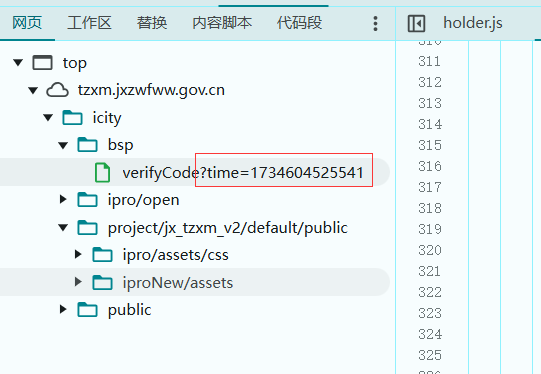 网页 工作区 替换 内容脚本 代码段 holder.js
top
tzxm.jxzwfww.gov.cn
icity
bsp
verifyCode?time=1734604525541
ipro/open
project/jx_tzxm_v2/default/public
ipro/assets/css
iproNew/assets
public
310
311
312
313
314
315
316
317
318
319
320
321
322
323
324
325